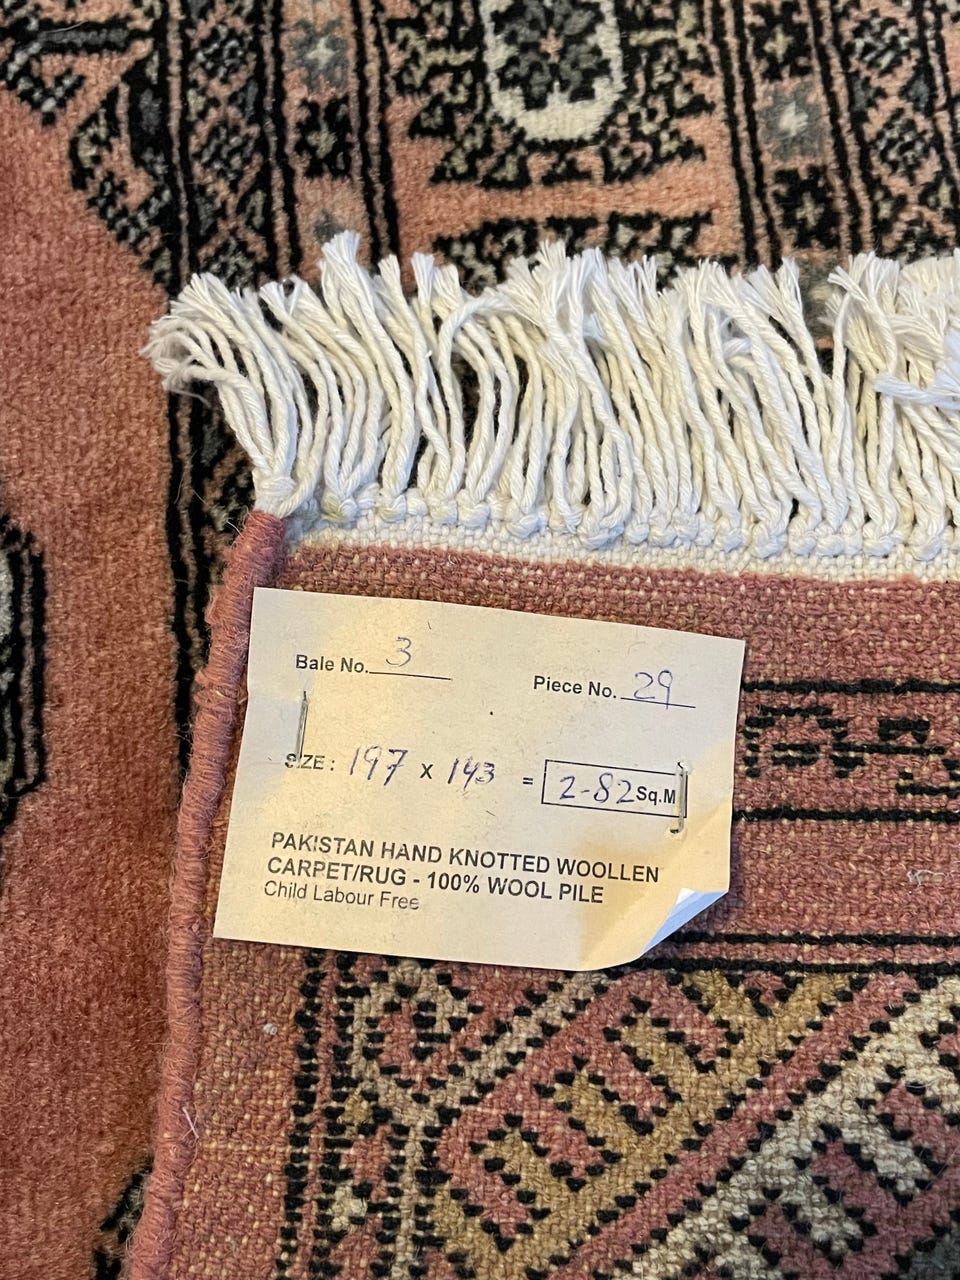 Bale No. 3
Piece No. 29
SIZE : 197 x 143 = 2-82 Sq.M
PAKISTAN HAND KNOTTED WOOLLEN
CARPET/RUG - 100% WOOL PILE
Child Labour Free